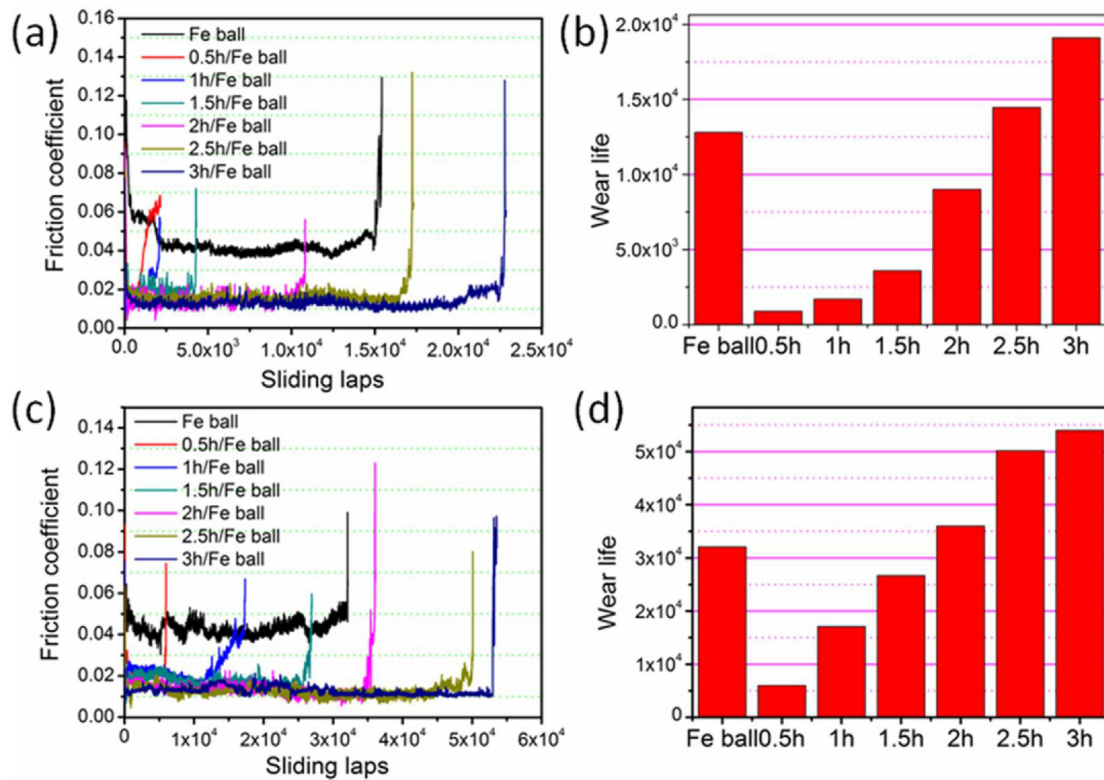 (a)
0.16
0.14
0.12
0.10
0.08
0.06
0.04
0.02
0.00
Friction coefficient
Fe ball
0.5h/Fe ball
1h/Fe ball
1.5h/Fe ball
2h/Fe ball
2.5h/Fe ball
3h/Fe ball
0.0 5.0x10³ 1.0x10⁴ 1.5x10⁴ 2.0x10⁴ 2.5x10⁴
Sliding laps
(b)
2.0x10⁴
1.5x10⁴
1.0x10⁴
5.0x10³
0.0
Wear life
Fe ball 0.5h 1h 1.5h 2h 2.5h 3h
(c)
0.14
0.12
0.10
0.08
0.06
0.04
0.02
0.00
Friction coefficient
Fe ball
0.5h/Fe ball
1h/Fe ball
1.5h/Fe ball
2h/Fe ball
2.5h/Fe ball
3h/Fe ball
0 1x10⁴ 2x10⁴ 3x10⁴ 4x10⁴ 5x10⁴ 6x10⁴
Sliding laps
(d)
5x10⁴
4x10⁴
3x10⁴
2x10⁴
1x10⁴
0
Wear life
Fe ball 0.5h 1h 1.5h 2h 2.5h 3h